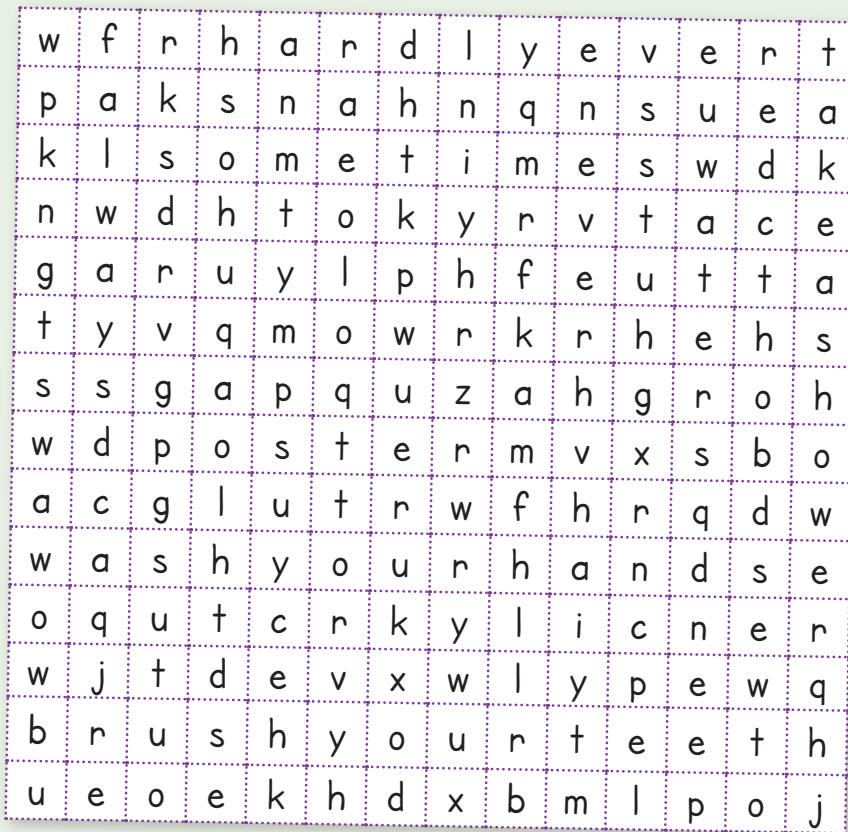 w f r h a r d l y e v e r t
p a k s n a h n q n s u e a
k l s o m e t i m e s w d k
n w d h t o k y r v t a c e
g a r u y l p h f e u t t a
t y v q m o w r k r h e h s
s s g a p q u z a h g r o h
w d p o s t e r m v x s b o
a c g l u t r w f h r q d w
w a s h y o u r h a n d s e
o q u t c r k y l i c n e r
w j t d e v x w l y p e w q
b r u s h y o u r t e e t h
u e o e k h d x b m l p o j